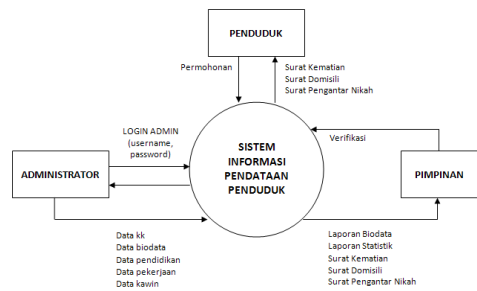 PENDUDUK
Permohonan
Surat Kematian
Surat Domisili
Surat Pengantar Nikah
LOGIN ADMIN
(username,
password)
SISTEM
INFORMASI
PENDATAAN
PENDUDUK
Verifikasi
ADMINISTRATOR
PIMPINAN
Data kk
Data biodata
Data pendidikan
Data pekerjaan
Data kawin
Laporan Biodata
Laporan Statistik
Surat Kematian
Surat Domisili
Surat Pengantar Nikah